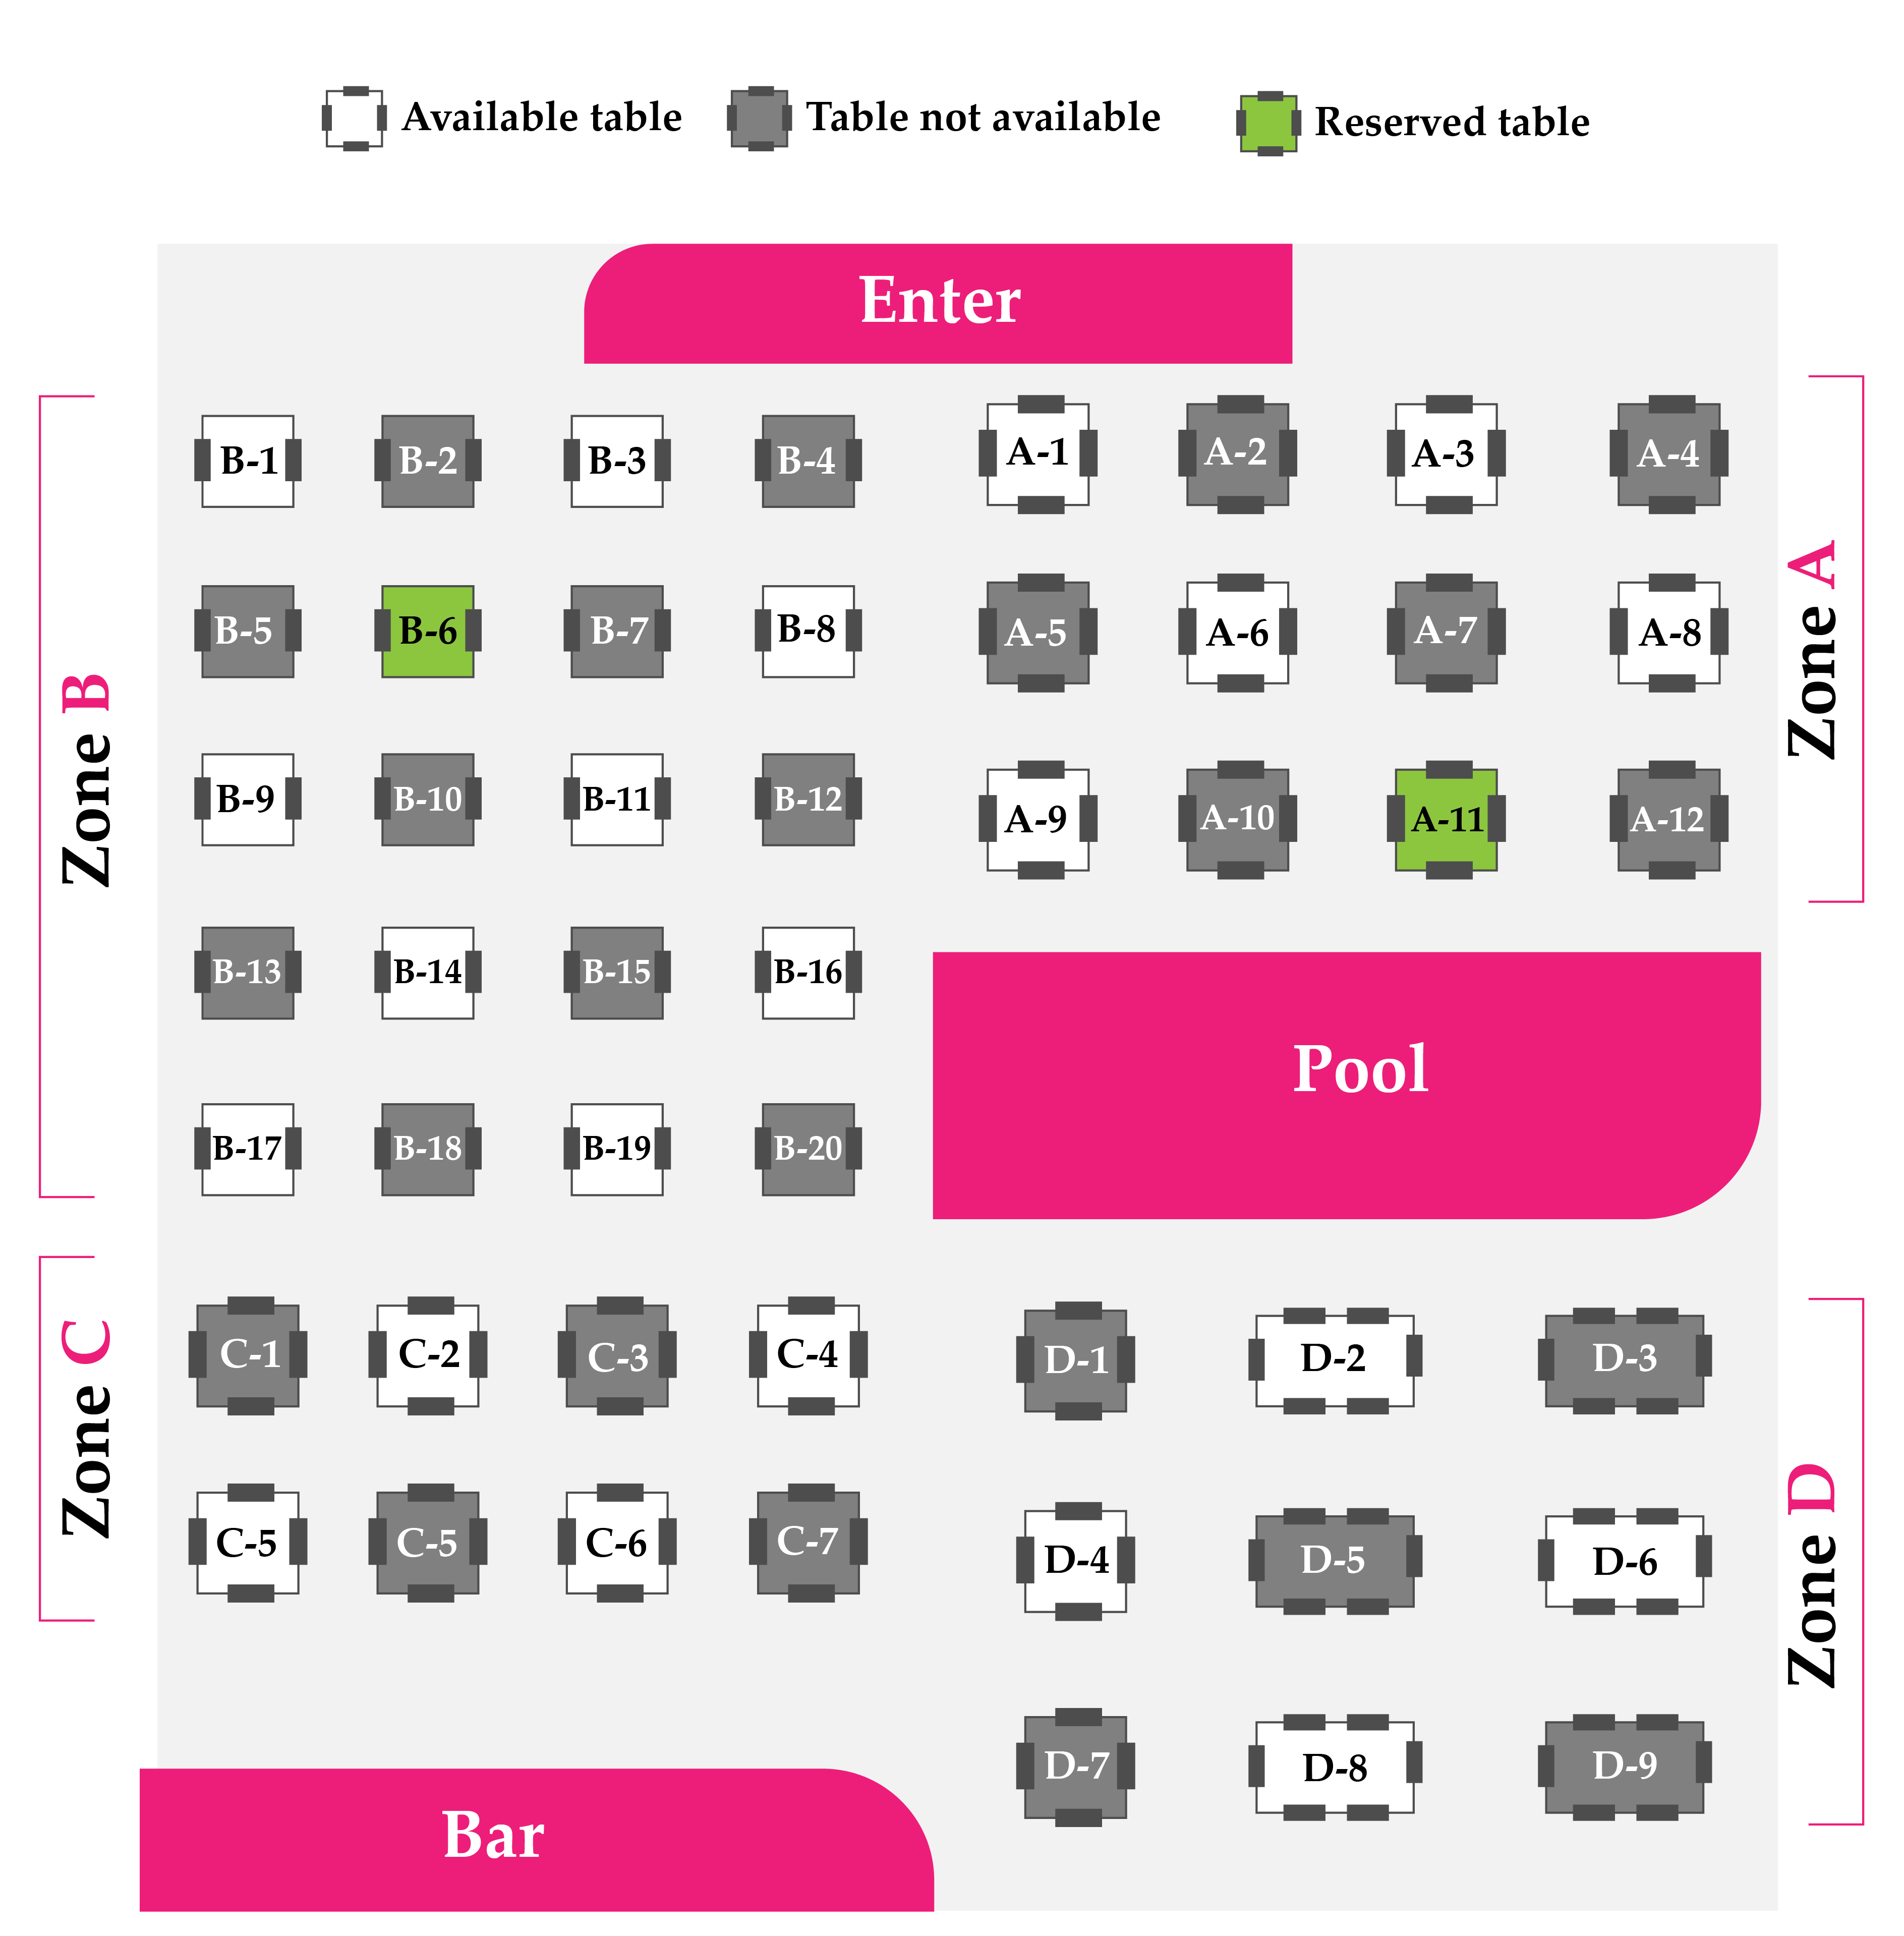 Available table
Table not available
Reserved table
Enter
Zone B
B-1
B-2
B-3
B-4
B-5
B-6
B-7
B-8
B-9
B-10
B-11
B-12
B-13
B-14
B-15
B-16
B-17
B-18
B-19
B-20
Zone A
A-1
A-2
A-3
A-4
A-5
A-6
A-7
A-8
A-9
A-10
A-11
A-12
Pool
Zone C
C-1
C-2
C-3
C-4
C-5
C-5
C-6
C-7
Zone D
D-1
D-2
D-3
D-4
D-5
D-6
D-7
D-8
D-9
Bar